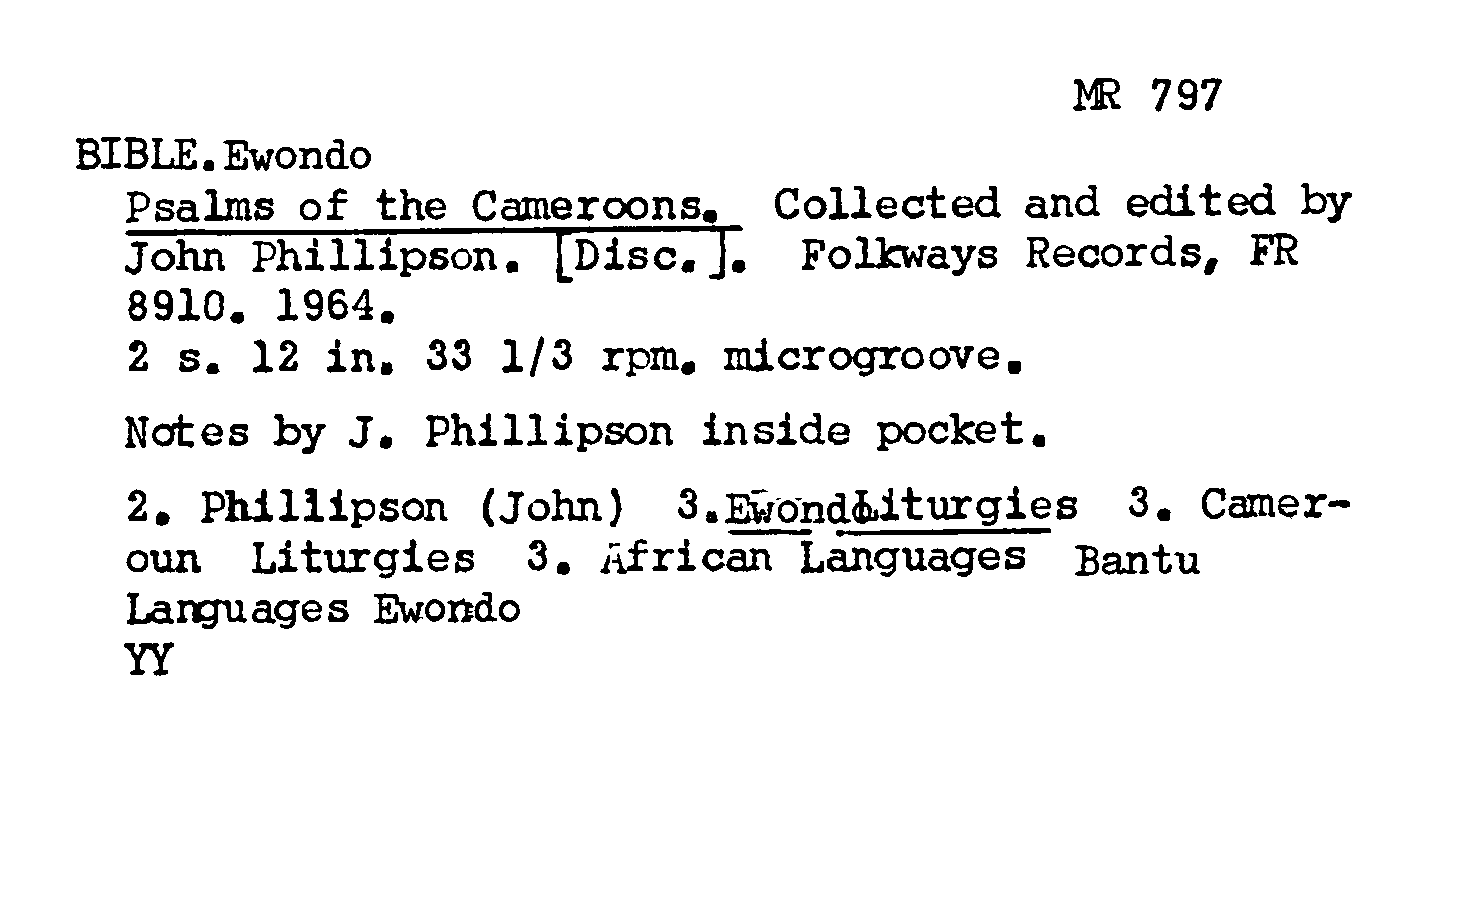 MR 797
BIBLE.Ewondo
Psalms of the Cameroons. Collected and edited by
John Phillipson. [Disc.]. Folkways Records, FR
8910. 1964.
2 s. 12 in. 33 1/3 rpm. microgroove.
Notes by J. Phillipson inside pocket.
2. Phillipson (John) 3.Ewondo Liturgies 3. Camer-
oun Liturgies 3. African Languages Bantu
Languages Ewondo
YY